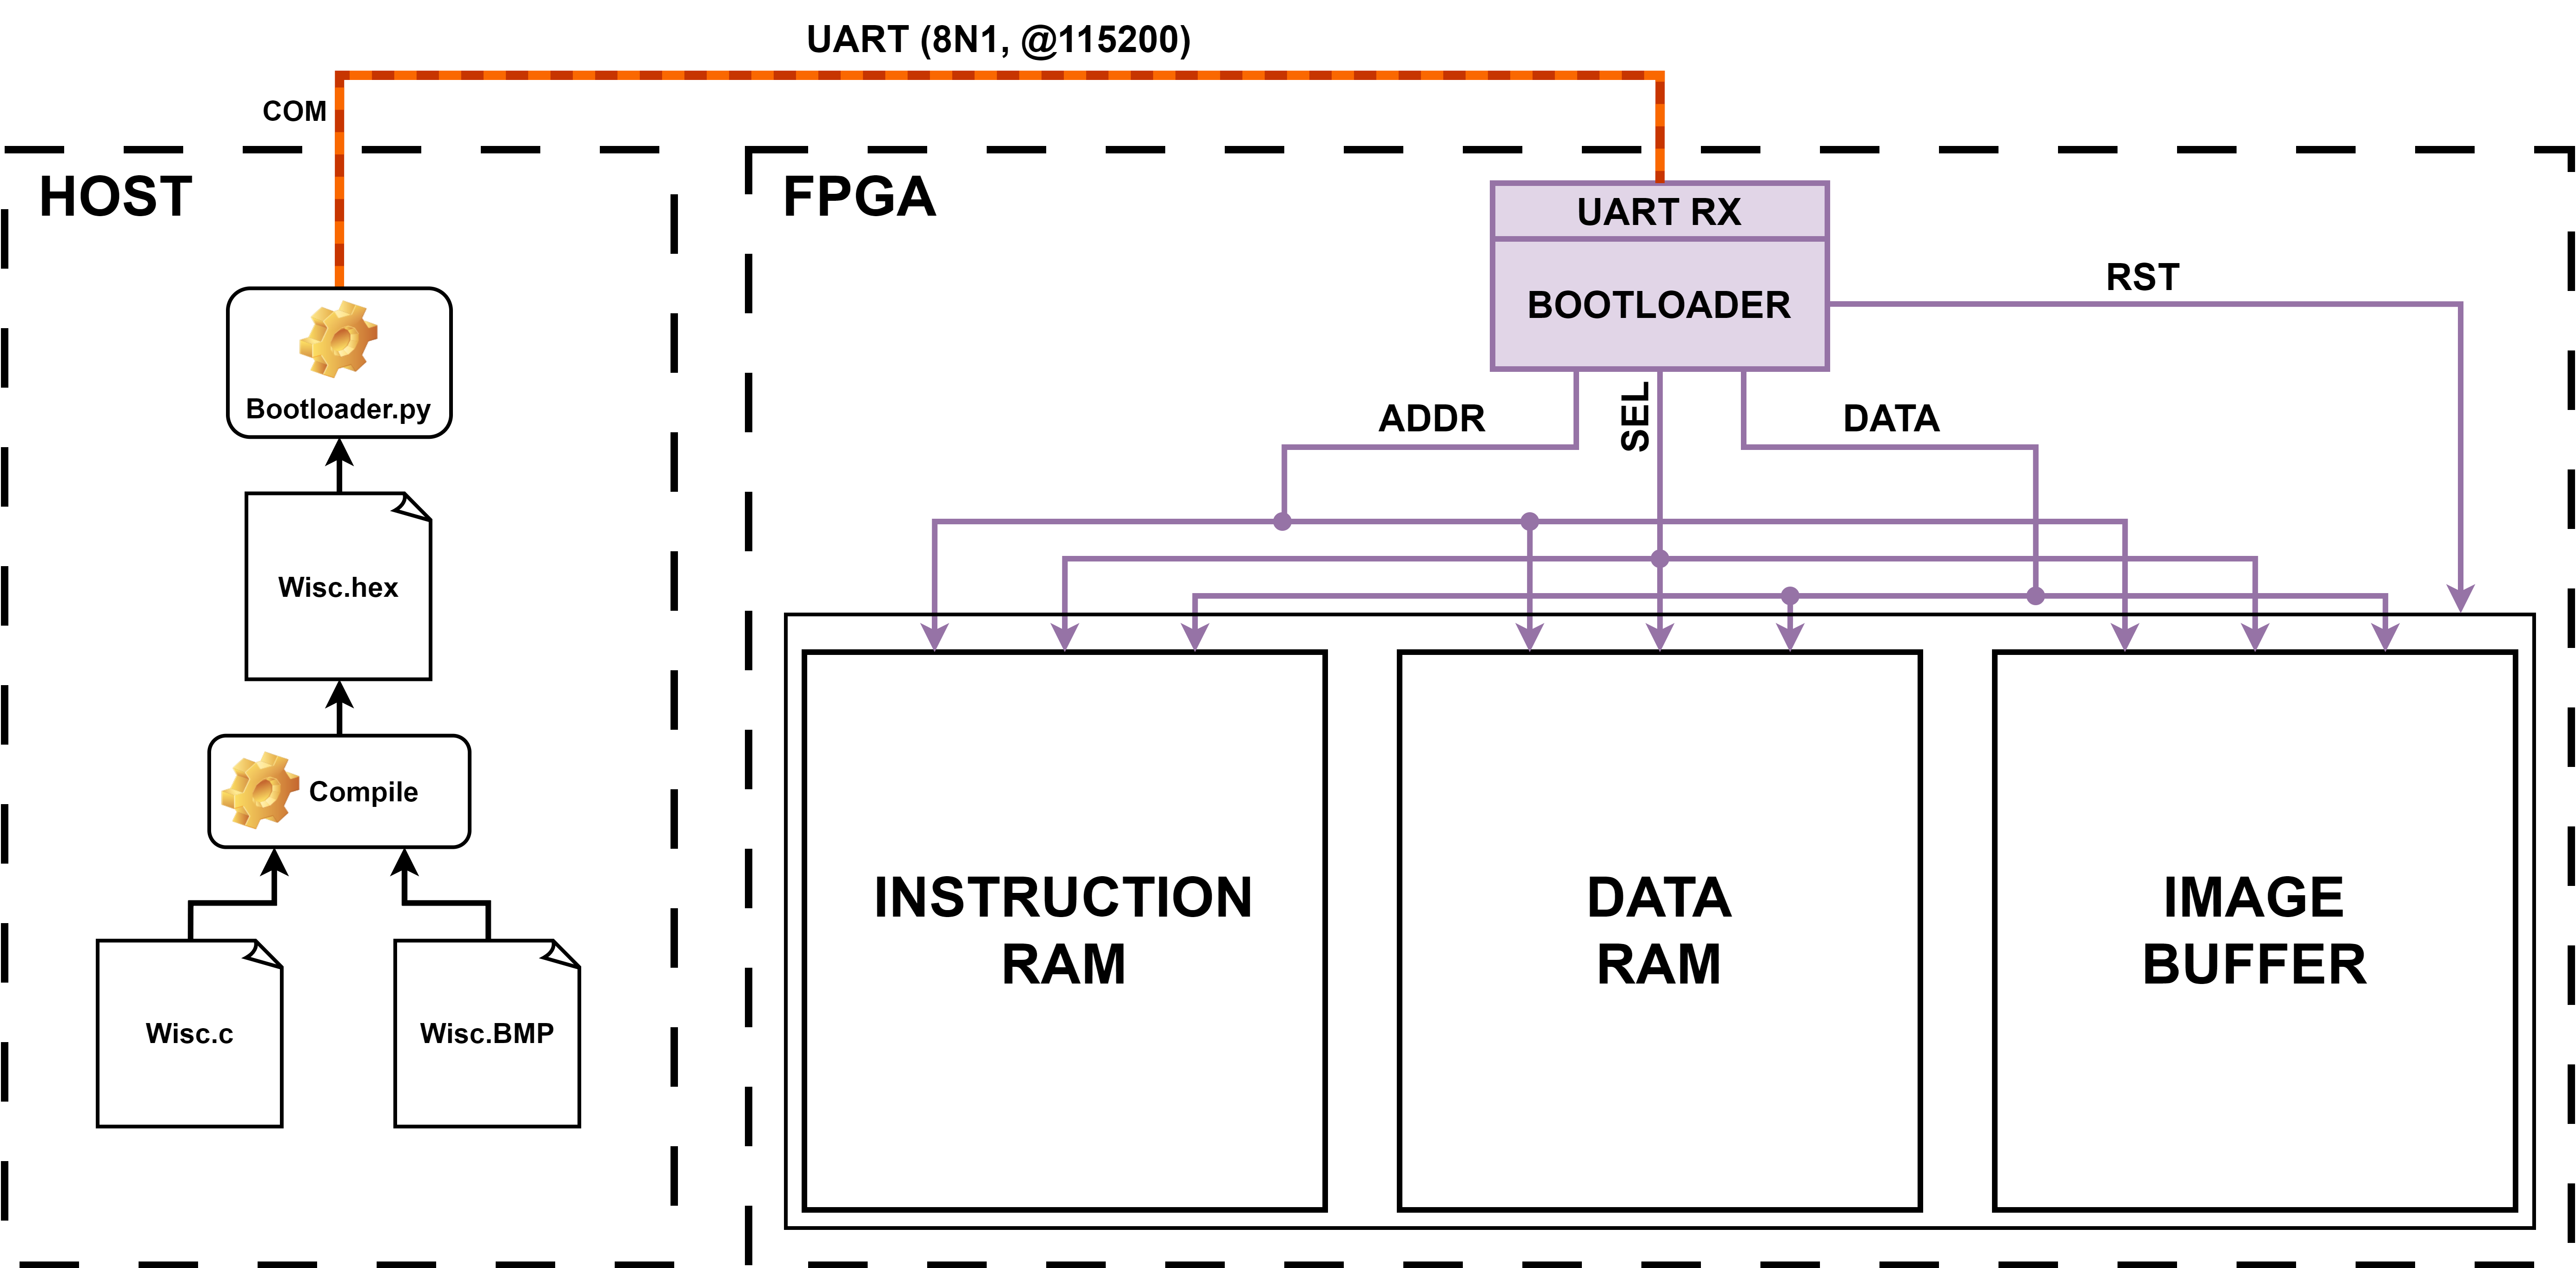 UART (8N1, @115200)
COM
HOST
FPGA
UART RX
BOOTLOADER
RST
Bootloader.py
ADDR
SEL
DATA
Wisc.hex
Compile
Wisc.c
Wisc.BMP
INSTRUCTION
RAM
DATA
RAM
IMAGE
BUFFER